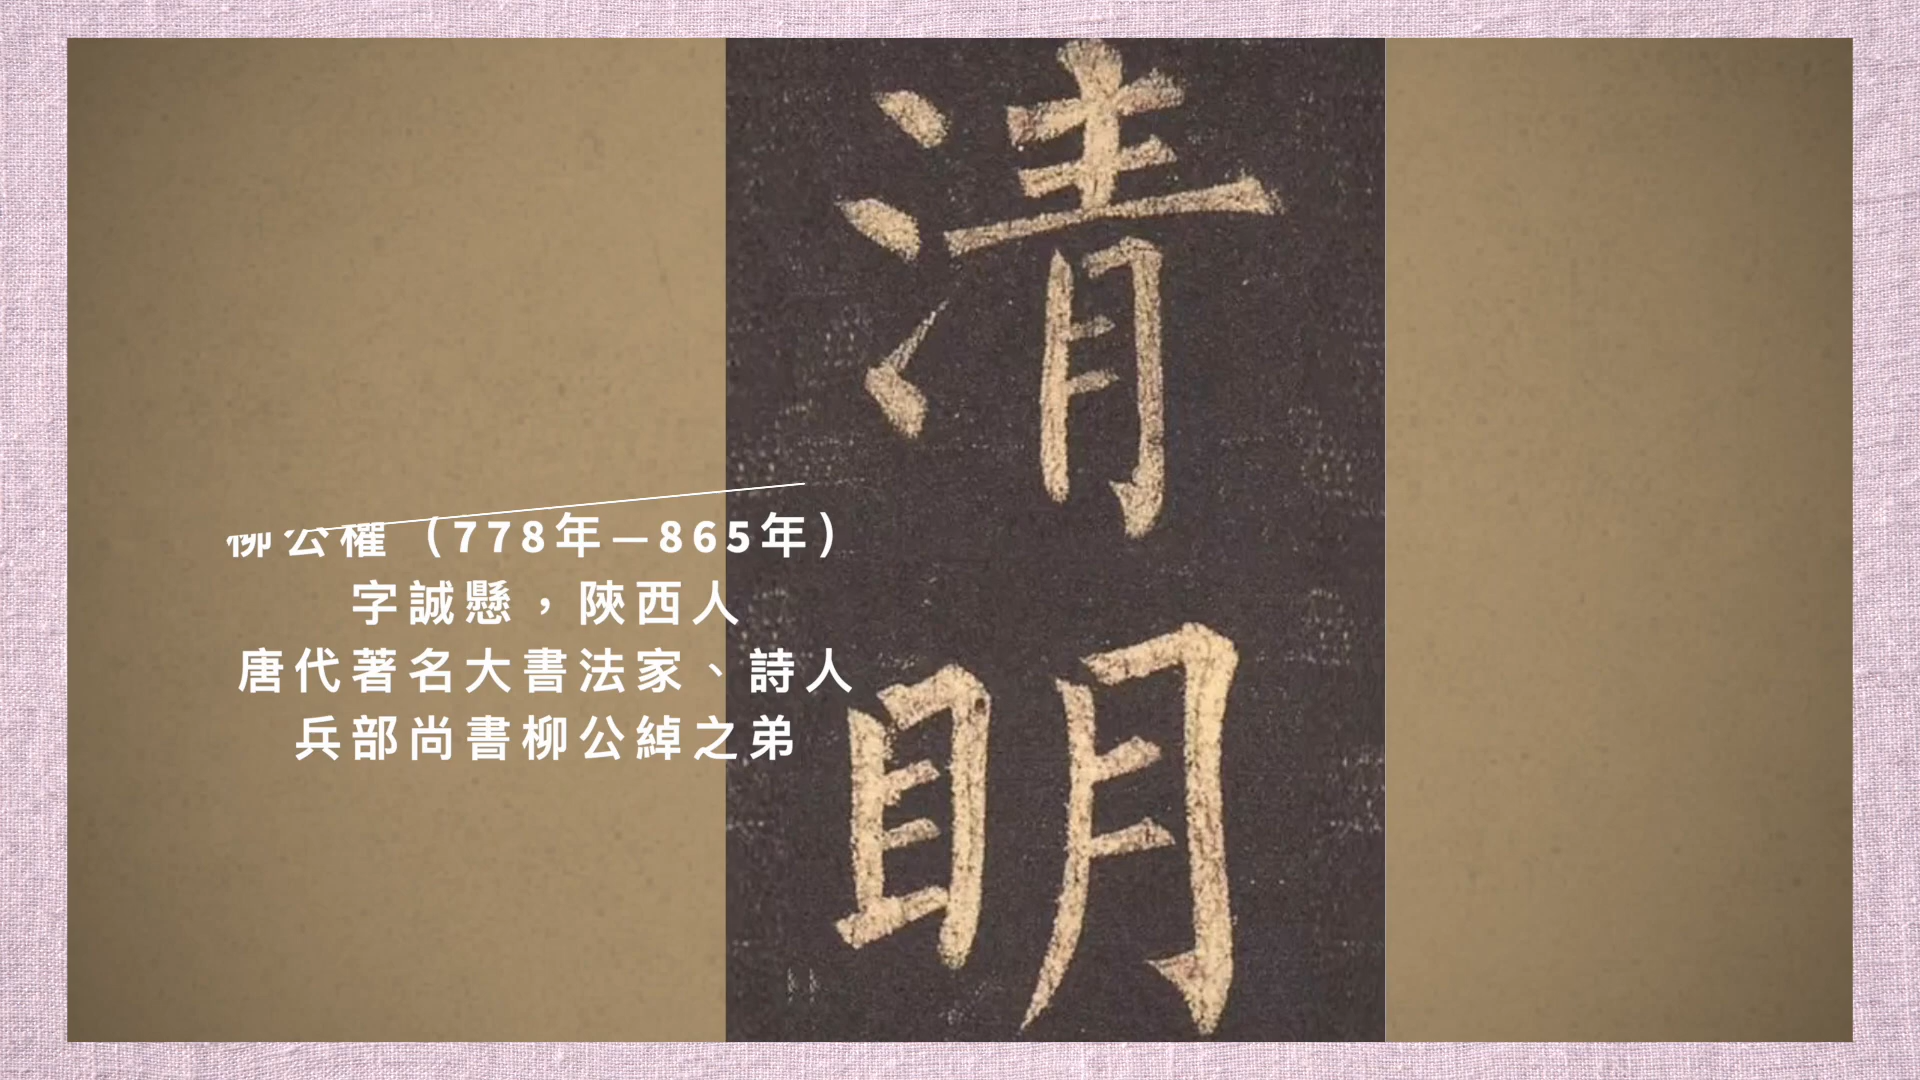 清明
柳公權（778年—865年）
字誠懸，陝西人
唐代著名大書法家、詩人
兵部尚書柳公綽之弟